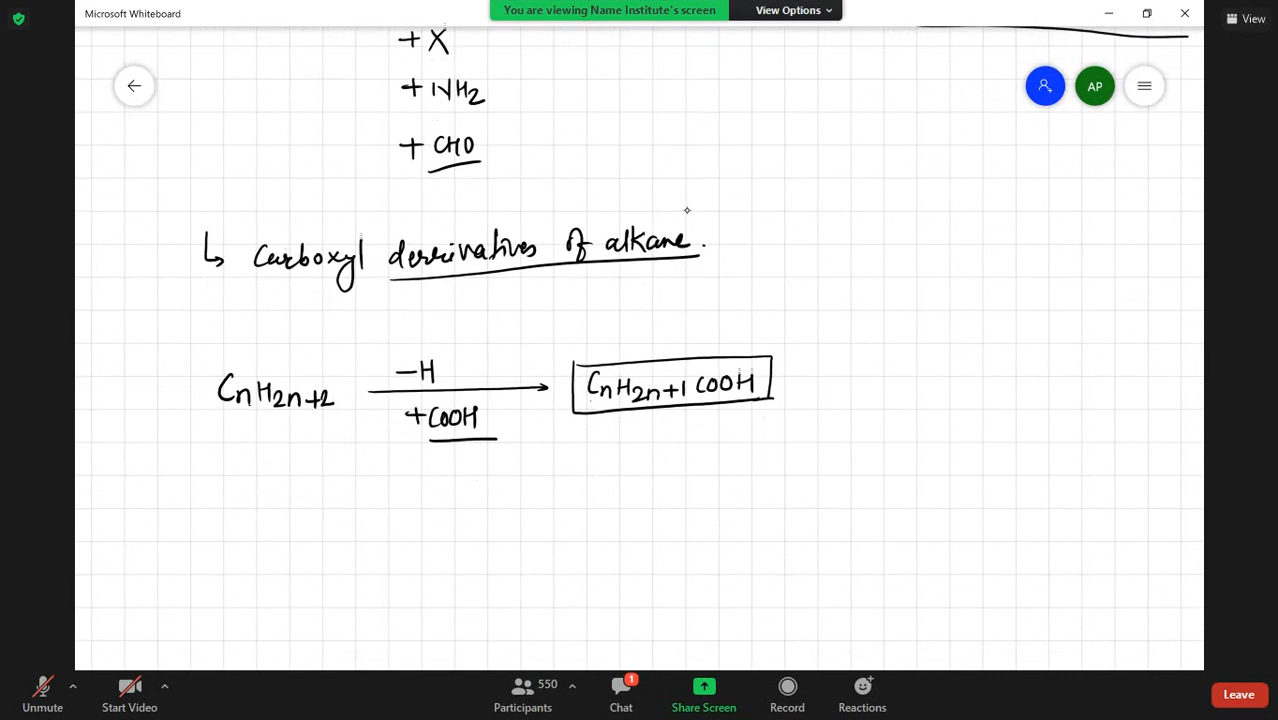 Microsoft Whiteboard
You are viewing Name Institute's screen
View Options
View
+ X
+ NH2
+ CHO
AP
↳ Carboxyl derrivatives of alkane.
CnH2n+2
−H
+COOH
CnH2n+1 COOH
Unmute
Start Video
550
Participants
1
Chat
Share Screen
Record
Reactions
Leave